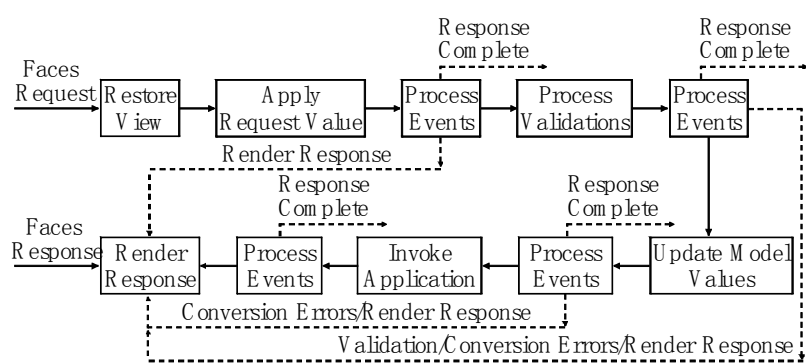 Response
Complete
Response
Complete
Faces
Request
Restore
View
Apply
Request Value
Process
Events
Process
Validations
Process
Events
Render Response
Response
Complete
Response
Complete
Faces
Response
Render
Response
Process
Events
Invoke
Application
Process
Events
Update Model
Values
Conversion Errors/Render Response
Validation/Conversion Errors/Render Response